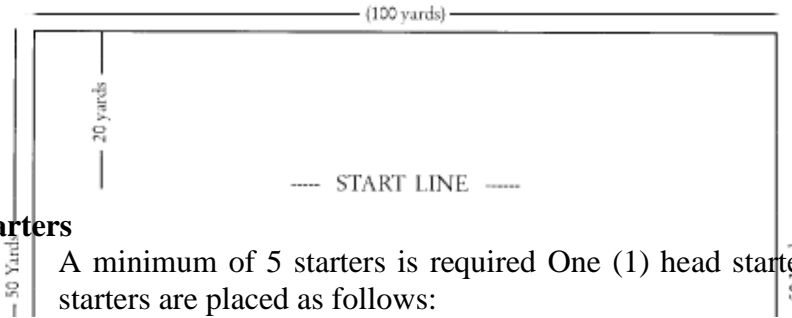 (100 yards)
20 yards
----- START LINE ------
arters
50 Yards
A minimum of 5 starters is required One (1) head starte
starters are placed as follows: